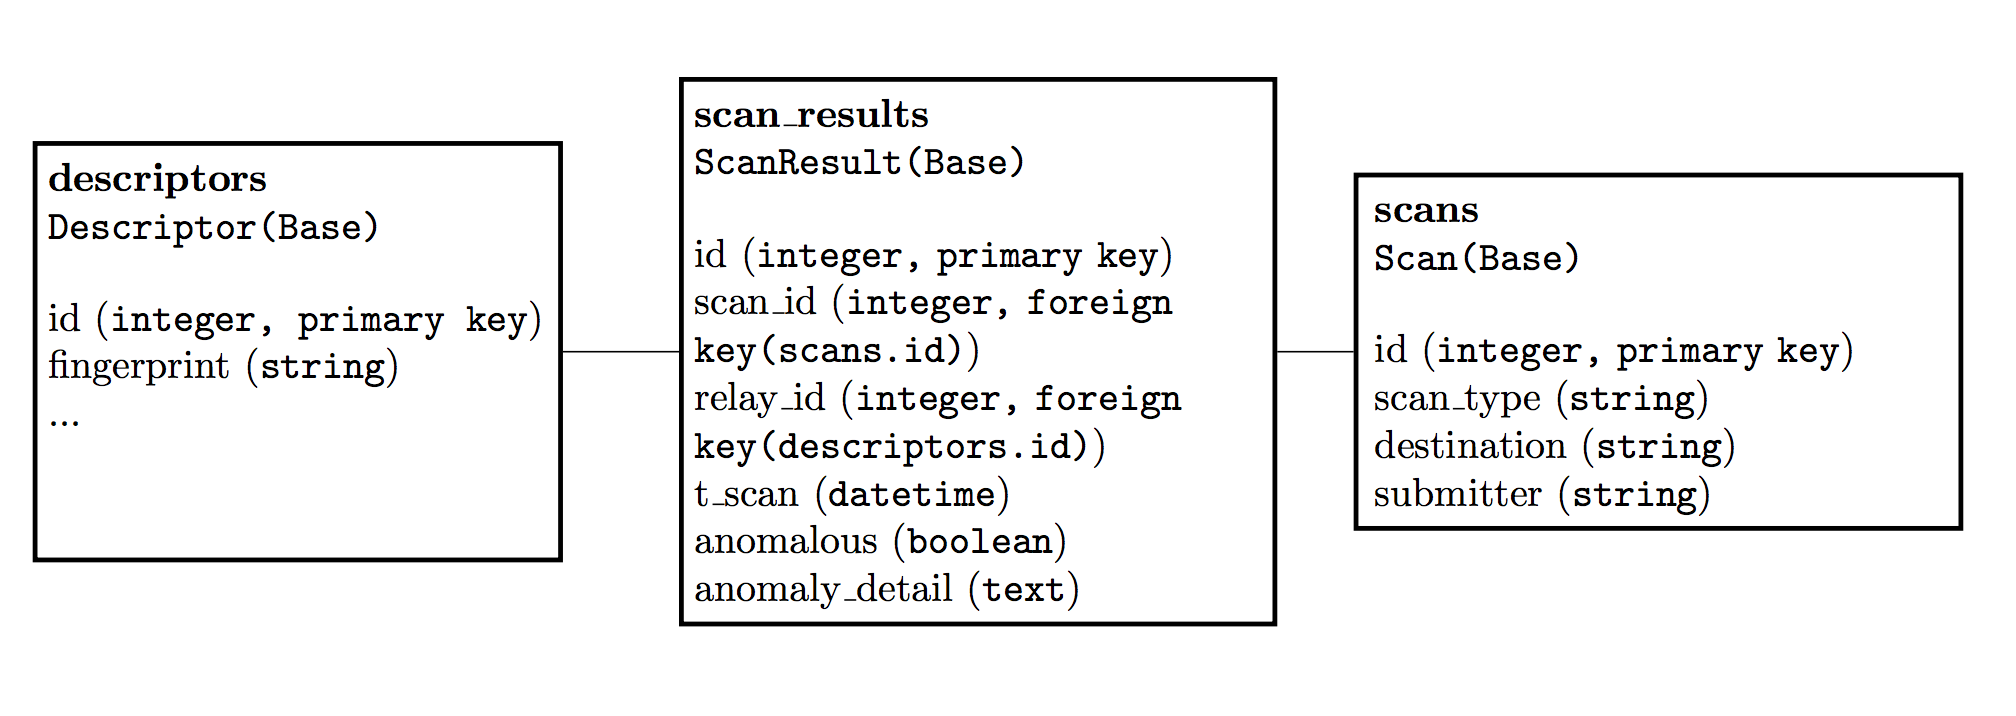 descriptors
Descriptor(Base)
id (integer, primary key)
fingerprint (string)
...
scan_results
ScanResult(Base)
id (integer, primary key)
scan_id (integer, foreign
key(scans.id))
relay_id (integer, foreign
key(descriptors.id))
t_scan (datetime)
anomalous (boolean)
anomaly_detail (text)
scans
Scan(Base)
id (integer, primary key)
scan_type (string)
destination (string)
submitter (string)